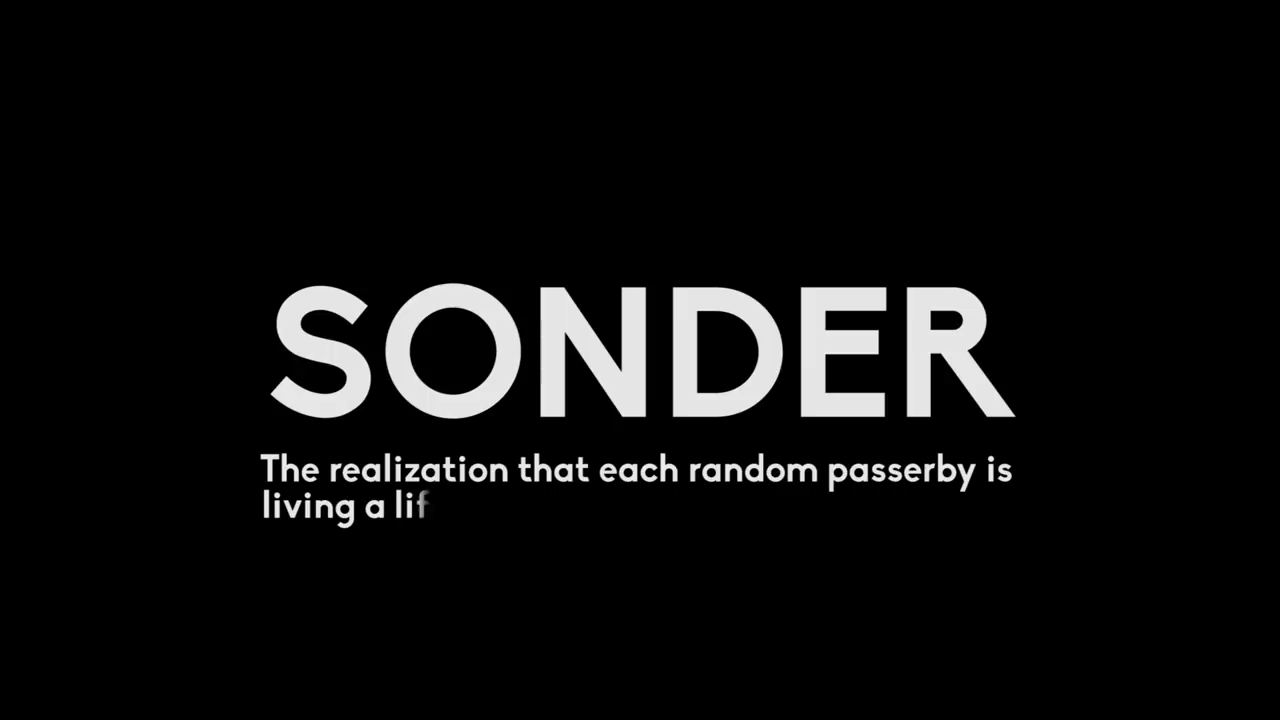 SONDER
The realization that each random passerby is
living a lif